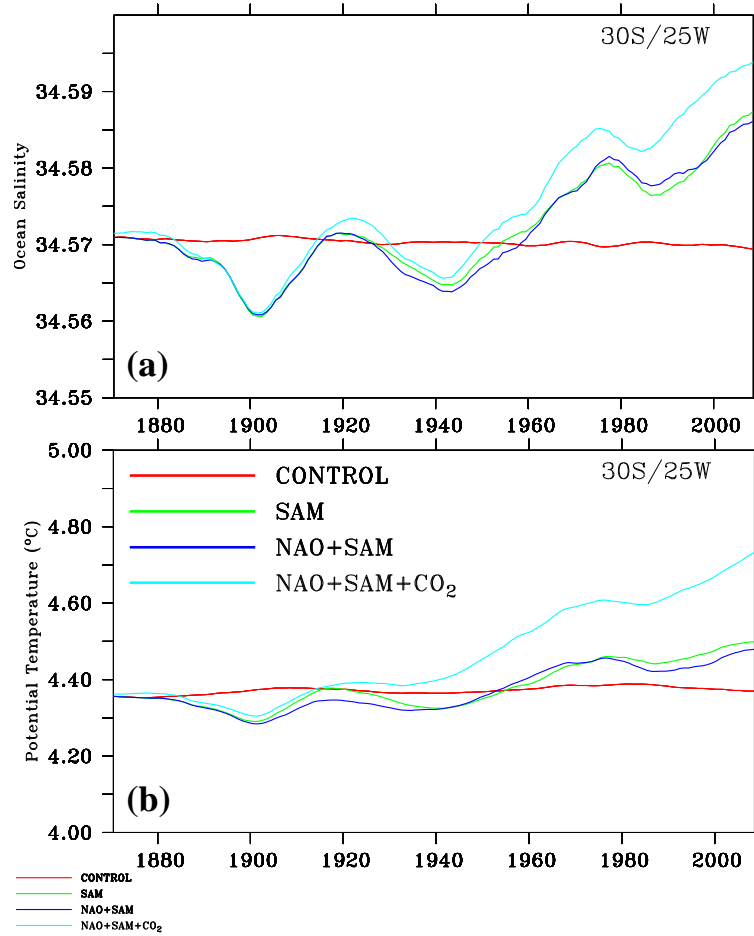 30S/25W
34.59
34.58
34.57
34.56
34.55
Ocean Salinity
(a)
1880 1900 1920 1940 1960 1980 2000
5.00
4.80
4.60
4.40
4.20
4.00
Potential Temperature (°C)
30S/25W
CONTROL
SAM
NAO+SAM
NAO+SAM+CO₂
(b)
1880 1900 1920 1940 1960 1980 2000
CONTROL
SAM
NAO+SAM
NAO+SAM+CO₂